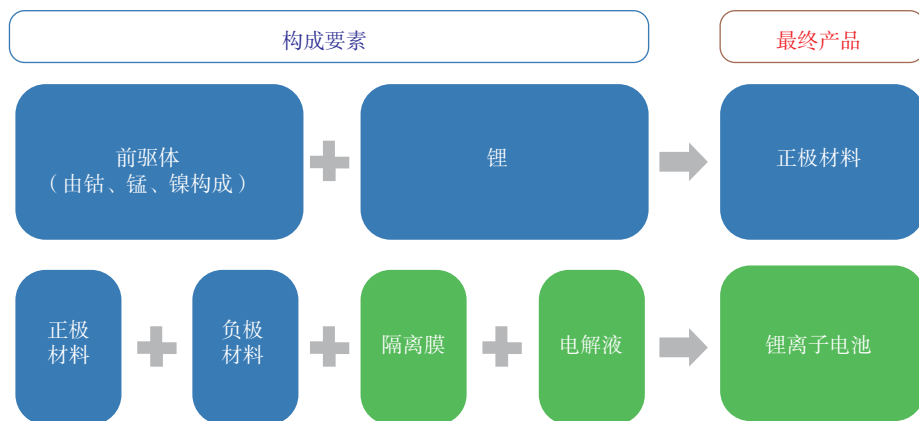 构成要素
最终产品
前驱体
（由钴、锰、镍构成）
锂
正极材料
正极
材料
负极
材料
隔离膜
电解液
锂离子电池